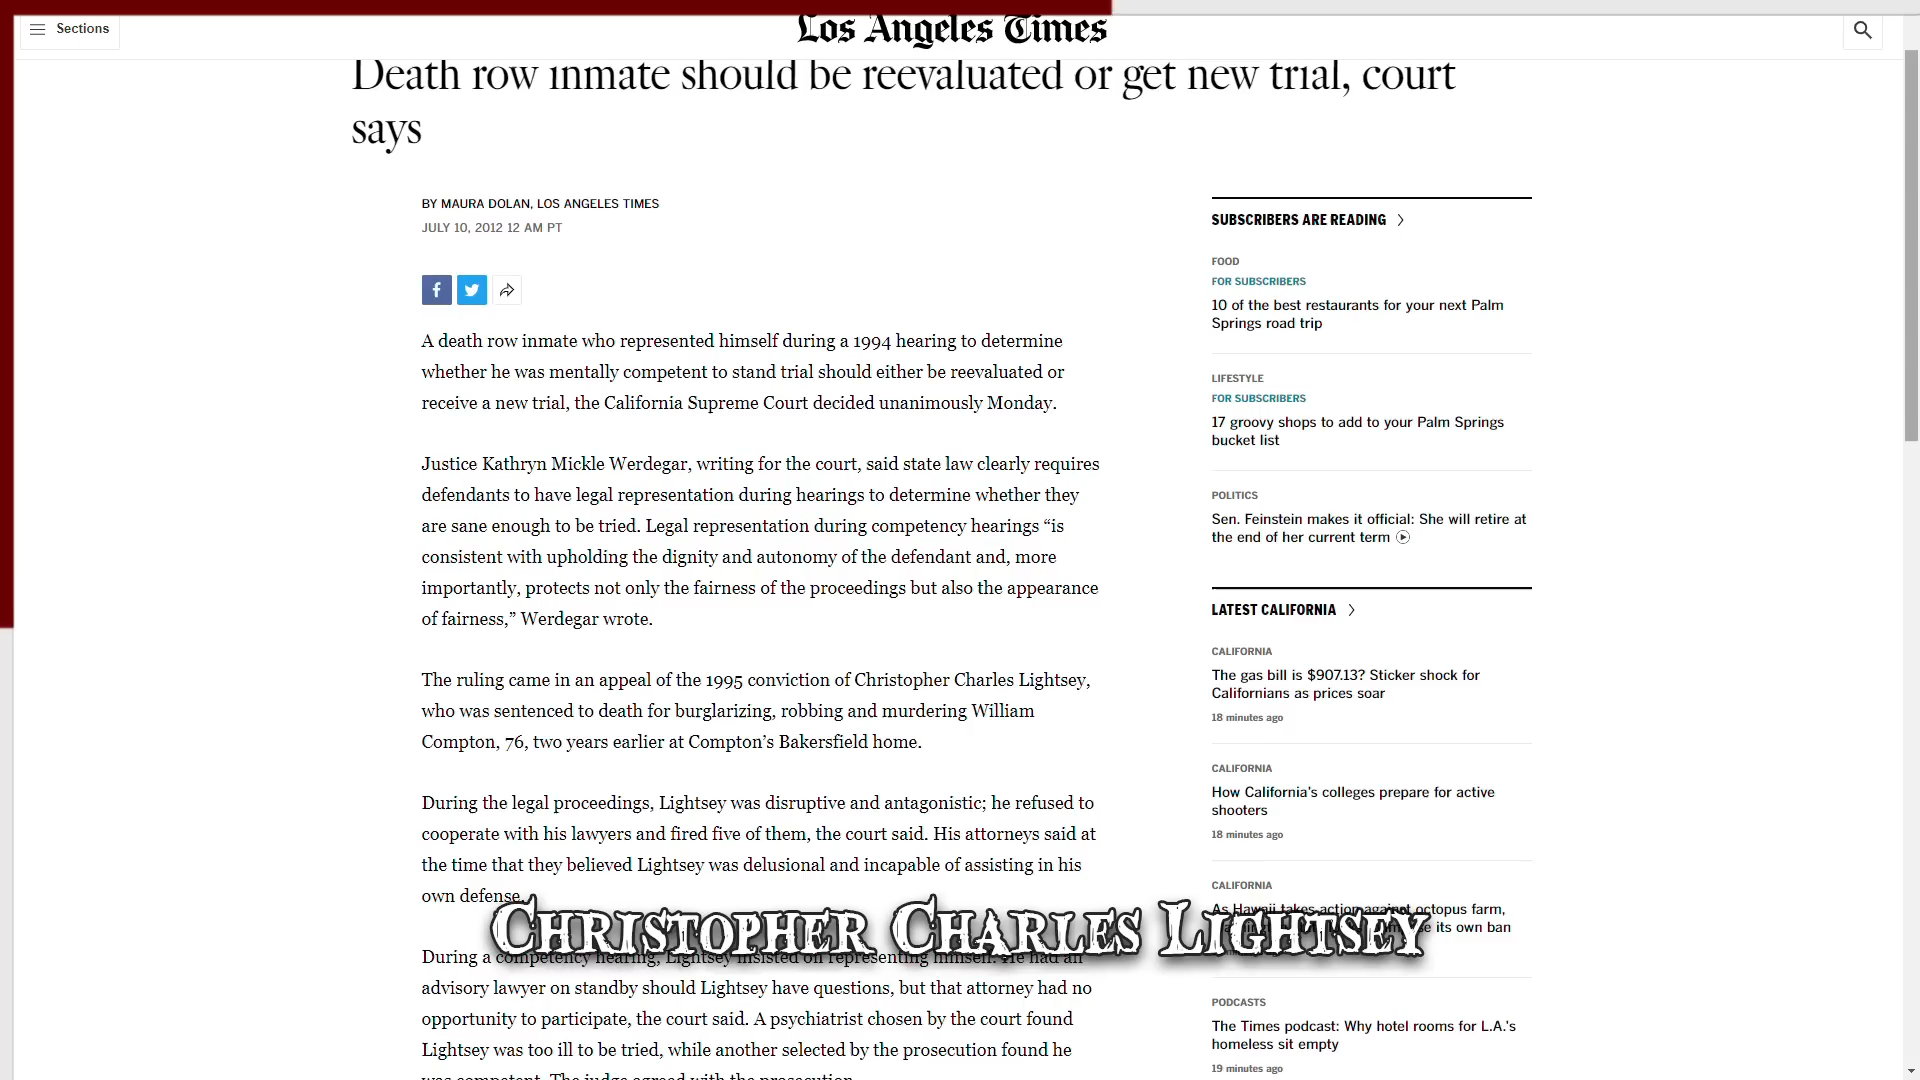 Sections
Los Angeles Times
Death row inmate should be reevaluated or get new trial, court
says
BY MAURA DOLAN, LOS ANGELES TIMES
JULY 10, 2012 12 AM PT
A death row inmate who represented himself during a 1994 hearing to determine
whether he was mentally competent to stand trial should either be reevaluated or
receive a new trial, the California Supreme Court decided unanimously Monday.
Justice Kathryn Mickle Werdegar, writing for the court, said state law clearly requires
defendants to have legal representation during hearings to determine whether they
are sane enough to be tried. Legal representation during competency hearings “is
consistent with upholding the dignity and autonomy of the defendant and, more
importantly, protects not only the fairness of the proceedings but also the appearance
of fairness,” Werdegar wrote.
The ruling came in an appeal of the 1995 conviction of Christopher Charles Lightsey,
who was sentenced to death for burglarizing, robbing and murdering William
Compton, 76, two years earlier at Compton’s Bakersfield home.
During the legal proceedings, Lightsey was disruptive and antagonistic; he refused to
cooperate with his lawyers and fired five of them, the court said. His attorneys said at
the time that they believed Lightsey was delusional and incapable of assisting in his
own defense.
During a competency hearing, Lightsey insisted on representing himself. He had an
advisory lawyer on standby should Lightsey have questions, but that attorney had no
opportunity to participate, the court said. A psychiatrist chosen by the court found
Lightsey was too ill to be tried, while another selected by the prosecution found he
was competent. The judge agreed with the prosecution.
Christopher Charles Lightsey
SUBSCRIBERS ARE READING
FOOD
FOR SUBSCRIBERS
10 of the best restaurants for your next Palm
Springs road trip
LIFESTYLE
FOR SUBSCRIBERS
17 groovy shops to add to your Palm Springs
bucket list
POLITICS
Sen. Feinstein makes it official: She will retire at
the end of her current term
LATEST CALIFORNIA
CALIFORNIA
The gas bill is $907.13? Sticker shock for
Californians as prices soar
18 minutes ago
CALIFORNIA
How California’s colleges prepare for active
shooters
18 minutes ago
CALIFORNIA
As Hawaii takes action against octopus farm,
its own ban
PODCASTS
The Times podcast: Why hotel rooms for L.A.’s
homeless sit empty
19 minutes ago